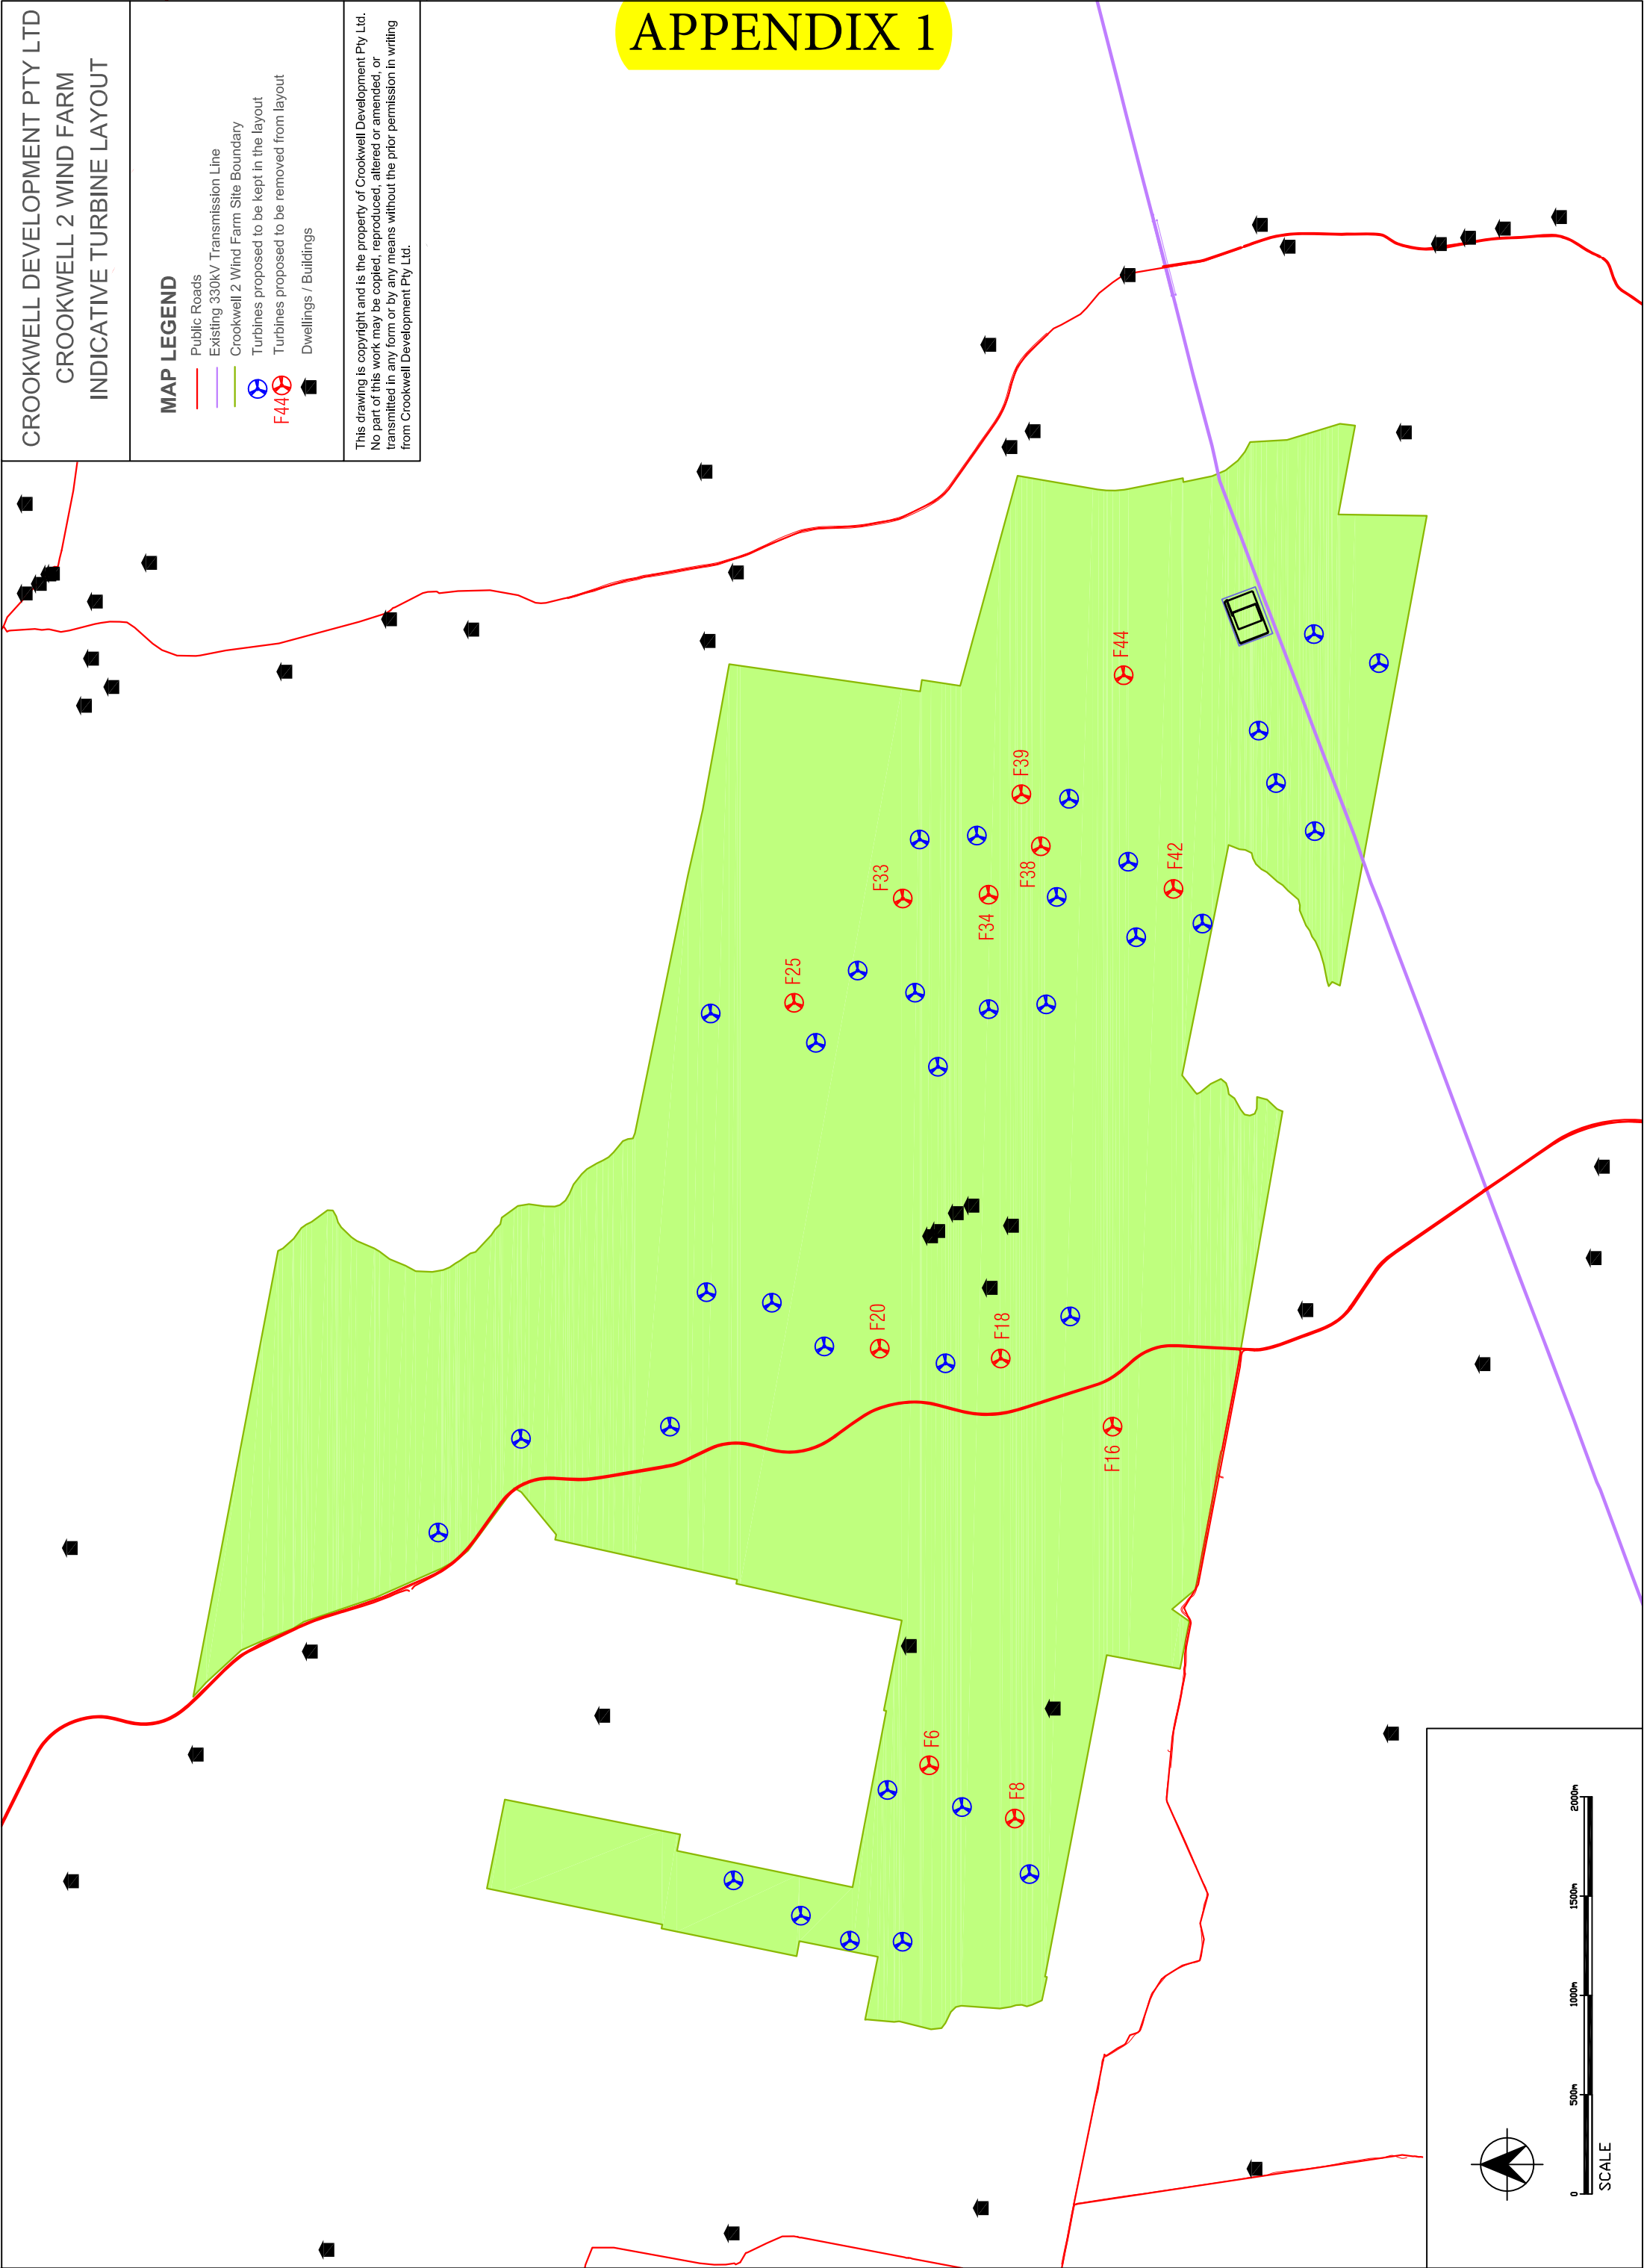 APPENDIX 1
CROOKWELL DEVELOPMENT PTY LTD
CROOKWELL 2 WIND FARM
INDICATIVE TURBINE LAYOUT
MAP LEGEND
Public Roads
Existing 330kV Transmission Line
Crookwell 2 Wind Farm Site Boundary
Turbines proposed to be kept in the layout
F44 Turbines proposed to be removed from layout
Dwellings / Buildings
This drawing is copyright and is the property of Crookwell Development Pty Ltd.
No part of this work may be copied, reproduced, altered or amended, or
transmitted in any form or by any means without the prior permission in writing
from Crookwell Development Pty Ltd.
F44
F39
F38
F33
F34
F42
F25
F20
F18
F16
F6
F8
0 500m 1000m 1500m 2000m
SCALE